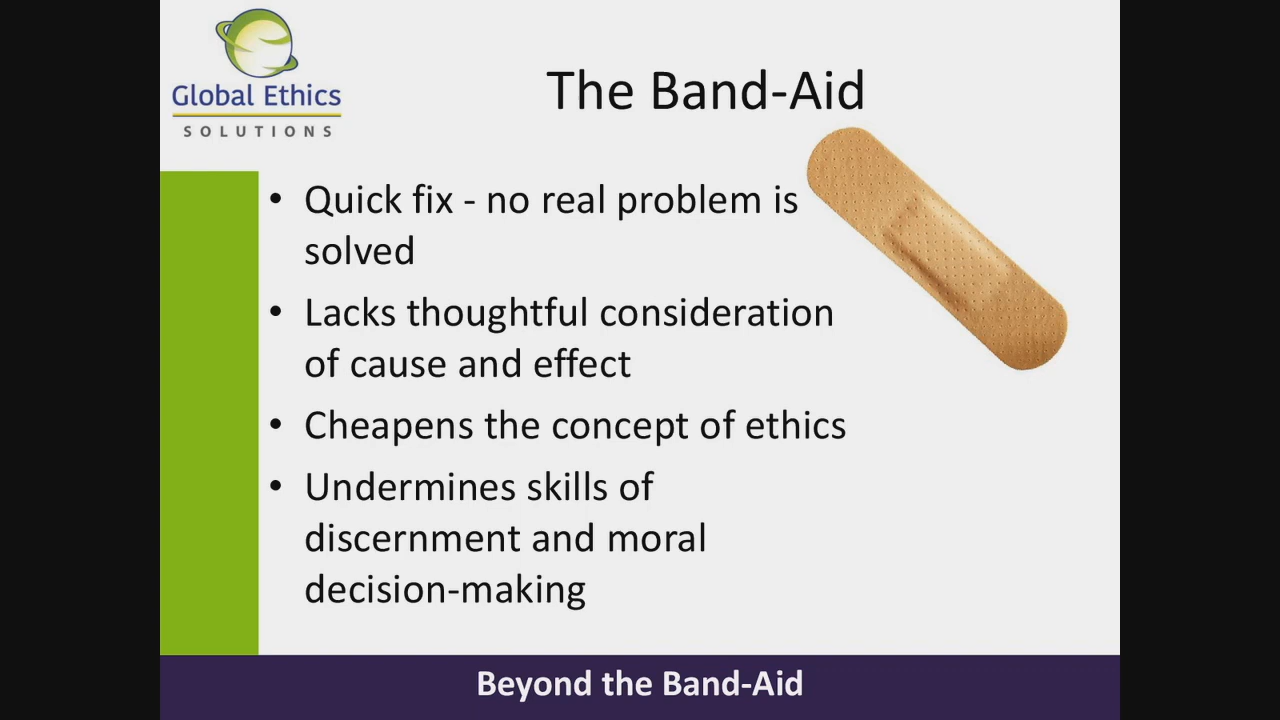 Global Ethics
SOLUTIONS
The Band-Aid
• Quick fix - no real problem is
solved
• Lacks thoughtful consideration
of cause and effect
• Cheapens the concept of ethics
• Undermines skills of
discernment and moral
decision-making
Beyond the Band-Aid